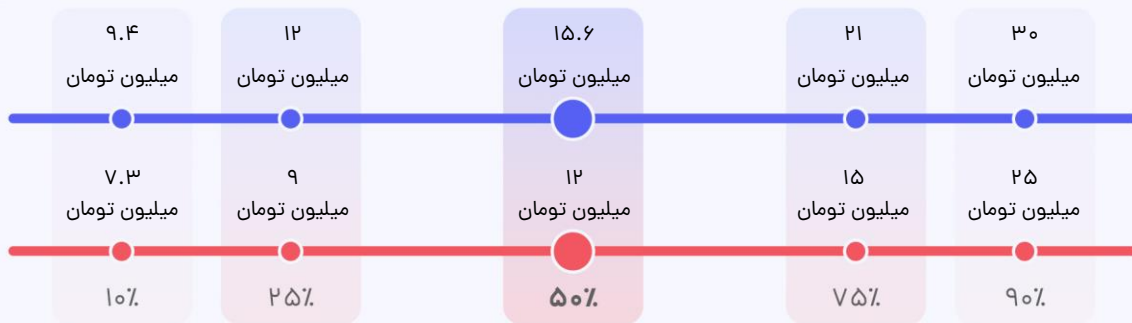 ۹.۴ ۱۲ ۱۵.۶ ۲۱ ۳۰
میلیون تومان میلیون تومان میلیون تومان میلیون تومان میلیون تومان
۷.۳ ۹ ۱۲ ۱۵ ۲۵
میلیون تومان میلیون تومان میلیون تومان میلیون تومان میلیون تومان
۱۰٪ ۲۵٪ ۵۰٪ ۷۵٪ ۹۰٪